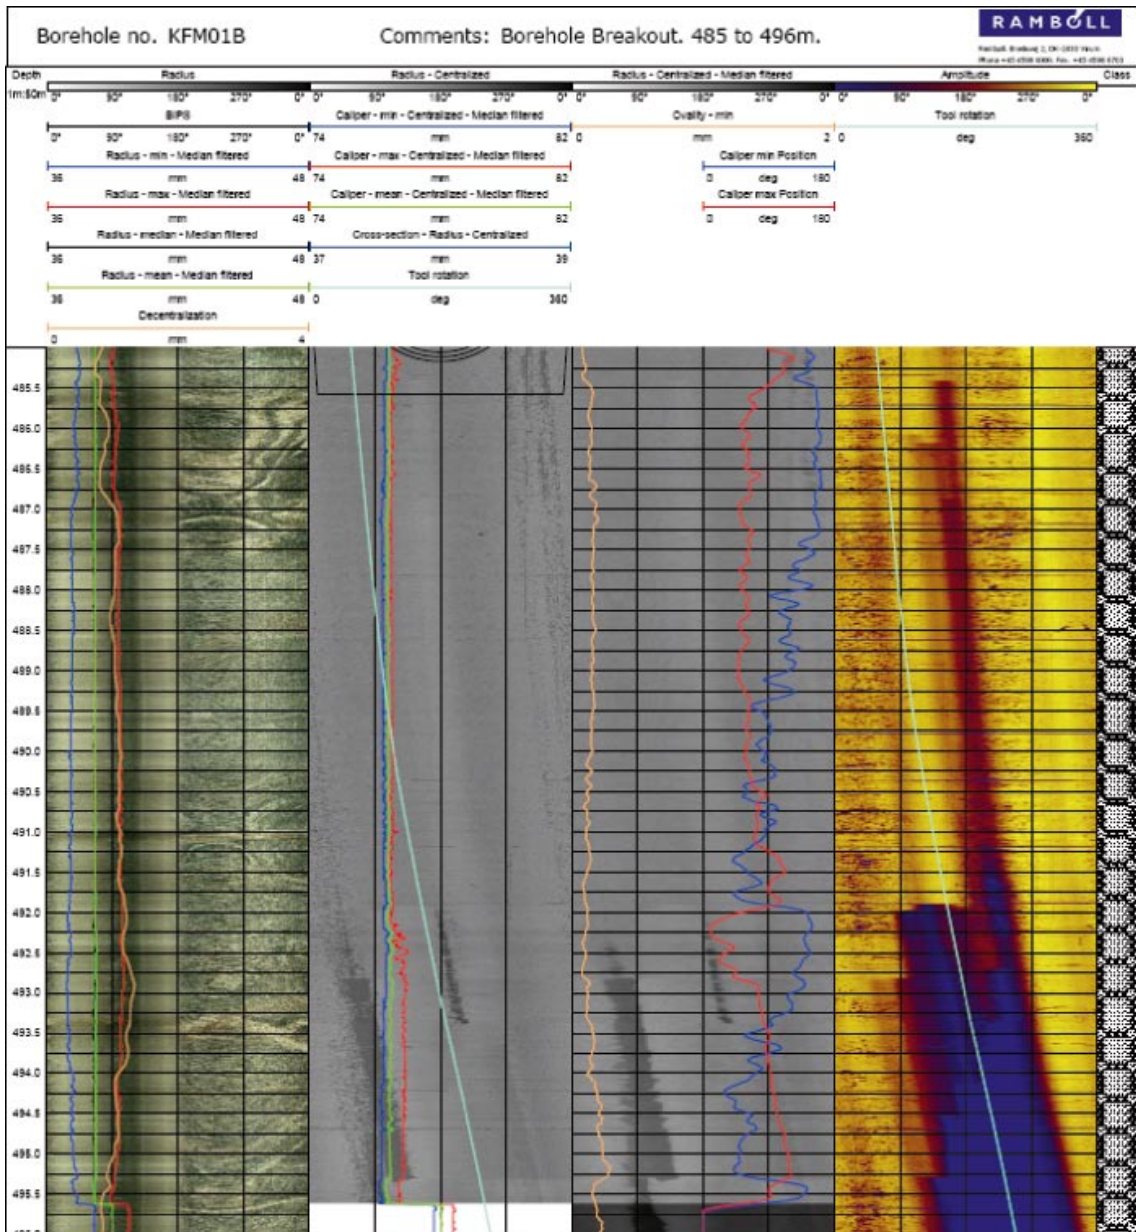 Borehole no. KFM01B Comments: Borehole Breakout. 485 to 496m. RAMBOLL
Depth Radius Radius - Centralized Radius - Centralized - Median filtered Amplitude Class
1m:50m 0° 90° 180° 270° 0° 0° 90° 180° 270° 0° 0° 90° 180° 270° 0° 0° 90° 180° 270° 0°
BIPS Caliper - min - Centralized - Median filtered Ovality - min Tool rotation
0° 90° 180° 270° 0° 74 mm 82 0 mm 2 0 deg 360
Radius - min - Median filtered Caliper - max - Centralized - Median filtered Caliper min Position
36 mm 48 74 mm 82 0 deg 180
Radius - max - Median filtered Caliper - mean - Centralized - Median filtered Caliper max Position
36 mm 48 74 mm 82 0 deg 180
Radius - median - Median filtered Cross-section - Radius - Centralized
36 mm 48 37 mm 39
Radius - mean - Median filtered Tool rotation
36 mm 48 0 deg 360
Decentralization
0 mm 4
485.5
486.0
486.5
487.0
487.5
488.0
488.5
489.0
489.5
490.0
490.5
491.0
491.5
492.0
492.5
493.0
493.5
494.0
494.5
495.0
495.5